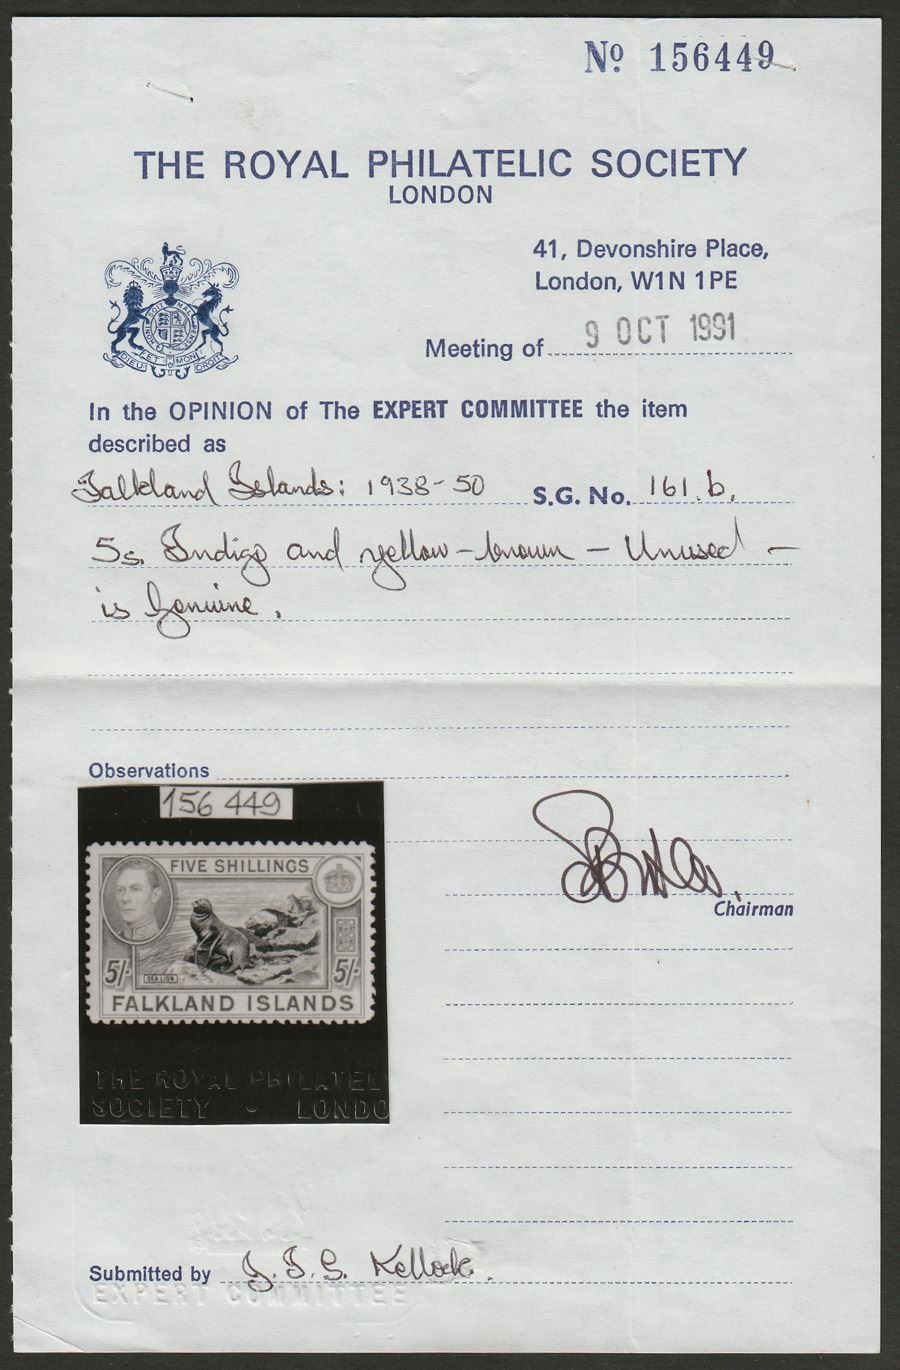 Nº 156449
THE ROYAL PHILATELIC SOCIETY
LONDON
41, Devonshire Place,
London, W1N 1PE
Meeting of 9 OCT 1991
In the OPINION of The EXPERT COMMITTEE the item
described as
Falkland Islands: 1938-50 S.G. No. 161.b.
5s. Indigo and yellow-brown - Unused -
is Genuine.
Observations
156 449
FIVE SHILLINGS
5/- SEA LION 5/-
FALKLAND ISLANDS
THE ROYAL PHILATEL
SOCIETY LONDO
Chairman
Submitted by J. J. S. Kellock.
EXPERT COMMITTEE